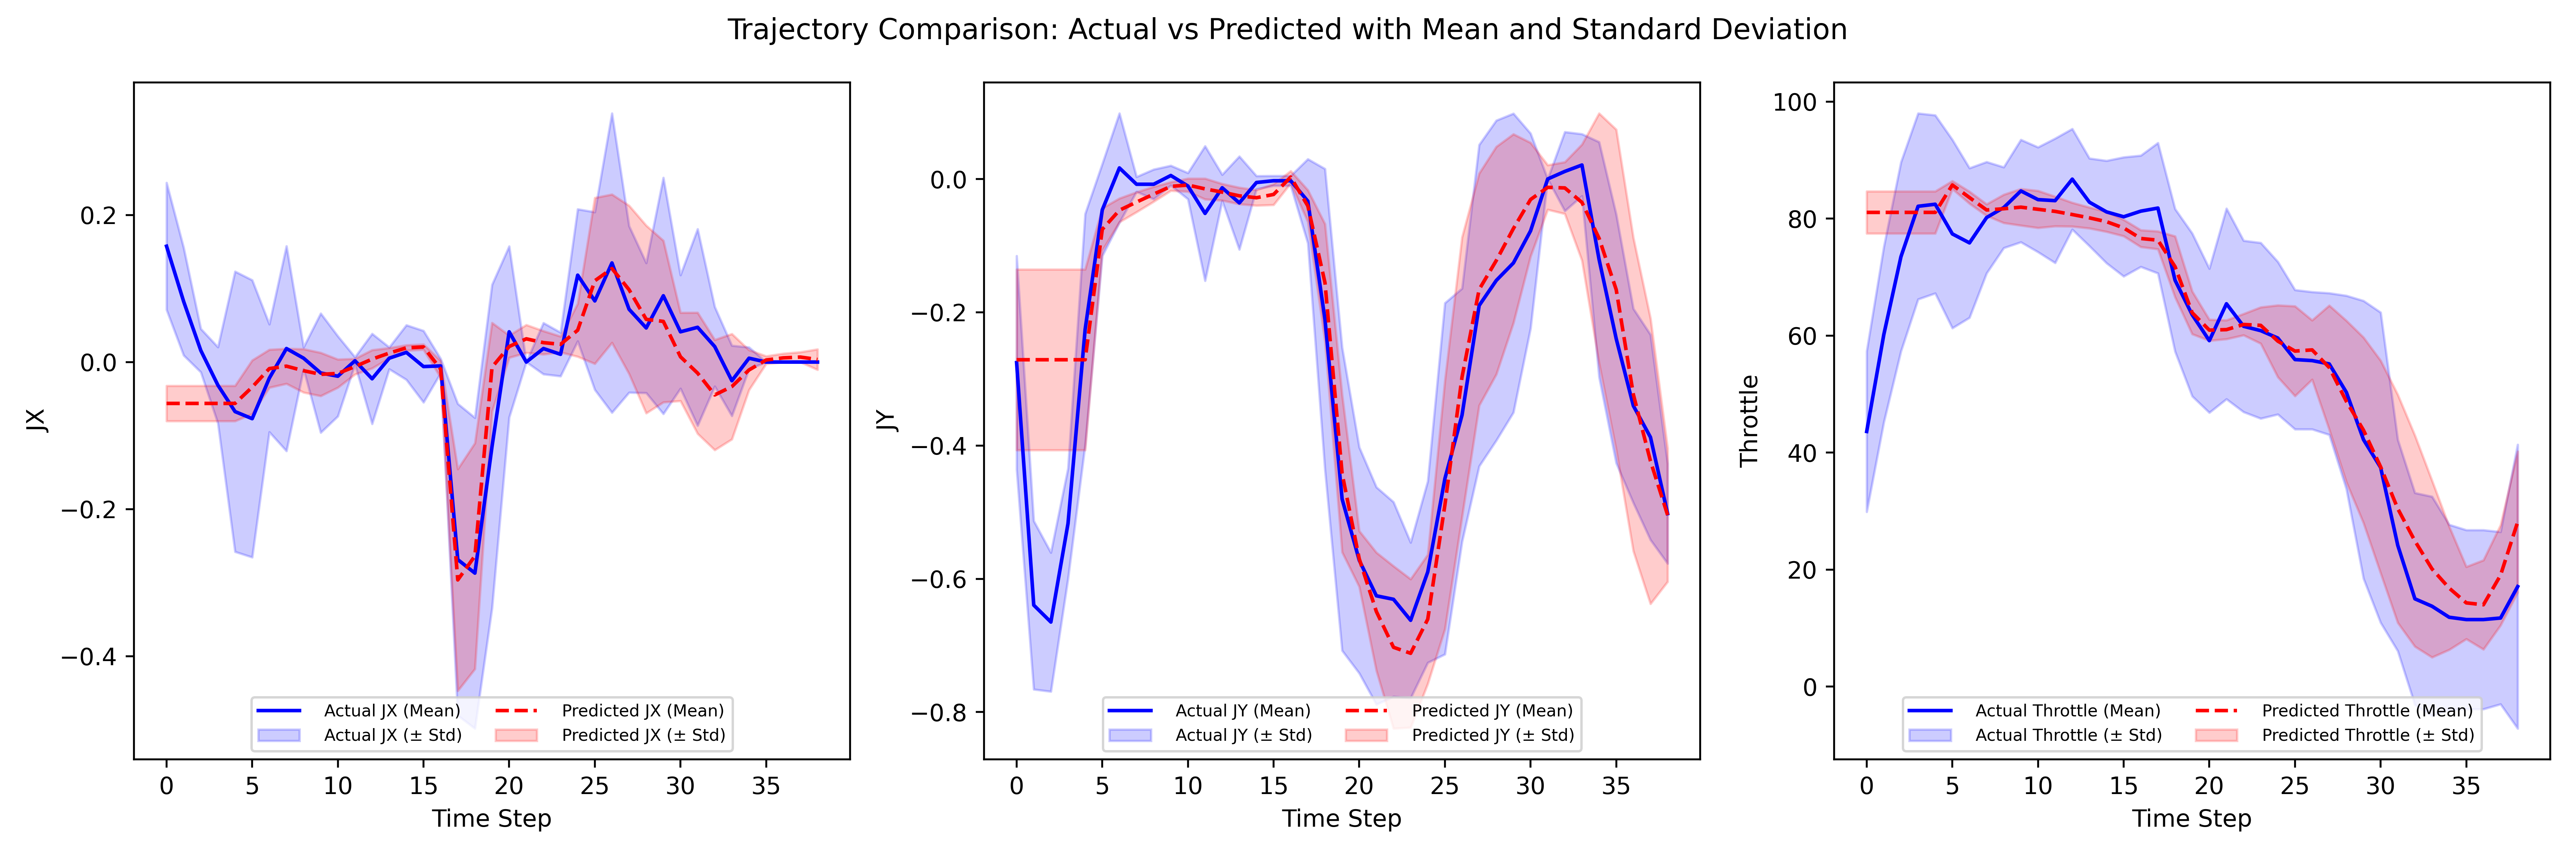 Trajectory Comparison: Actual vs Predicted with Mean and Standard Deviation
JX
0.2
0.0
−0.2
−0.4
Actual JX (Mean)
Predicted JX (Mean)
Actual JX (± Std)
Predicted JX (± Std)
0 5 10 15 20 25 30 35
Time Step
JY
0.0
−0.2
−0.4
−0.6
−0.8
Actual JY (Mean)
Predicted JY (Mean)
Actual JY (± Std)
Predicted JY (± Std)
0 5 10 15 20 25 30 35
Time Step
Throttle
100
80
60
40
20
0
Actual Throttle (Mean)
Predicted Throttle (Mean)
Actual Throttle (± Std)
Predicted Throttle (± Std)
0 5 10 15 20 25 30 35
Time Step